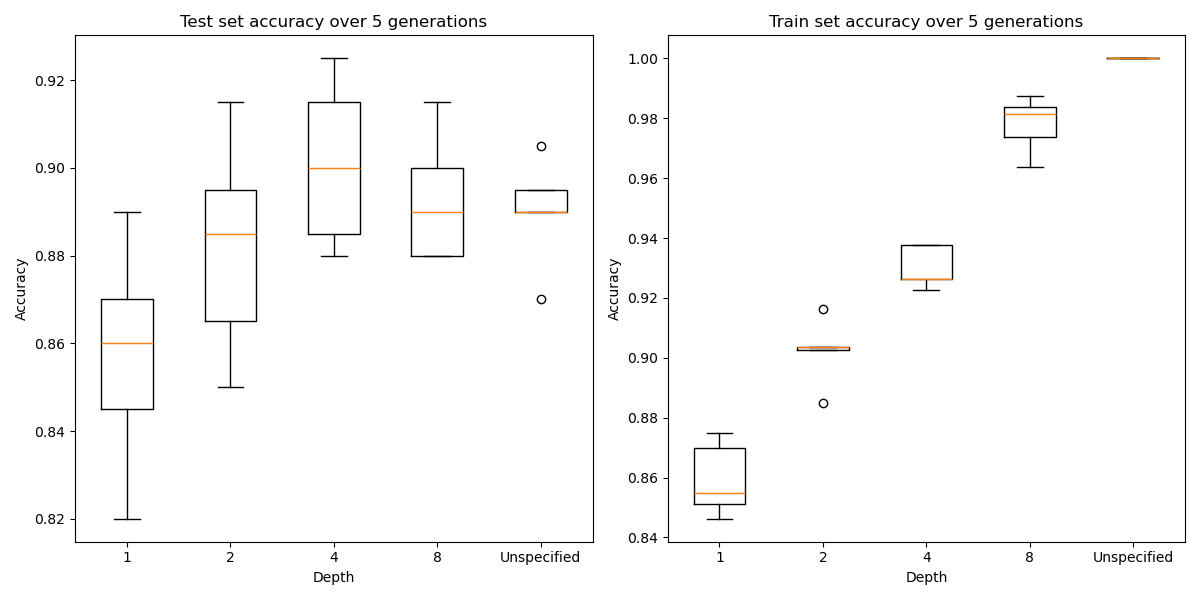 Test set accuracy over 5 generations
Accuracy
0.92
0.90
0.88
0.86
0.84
0.82
1
2
4
8
Unspecified
Depth
Train set accuracy over 5 generations
Accuracy
1.00
0.98
0.96
0.94
0.92
0.90
0.88
0.86
0.84
1
2
4
8
Unspecified
Depth